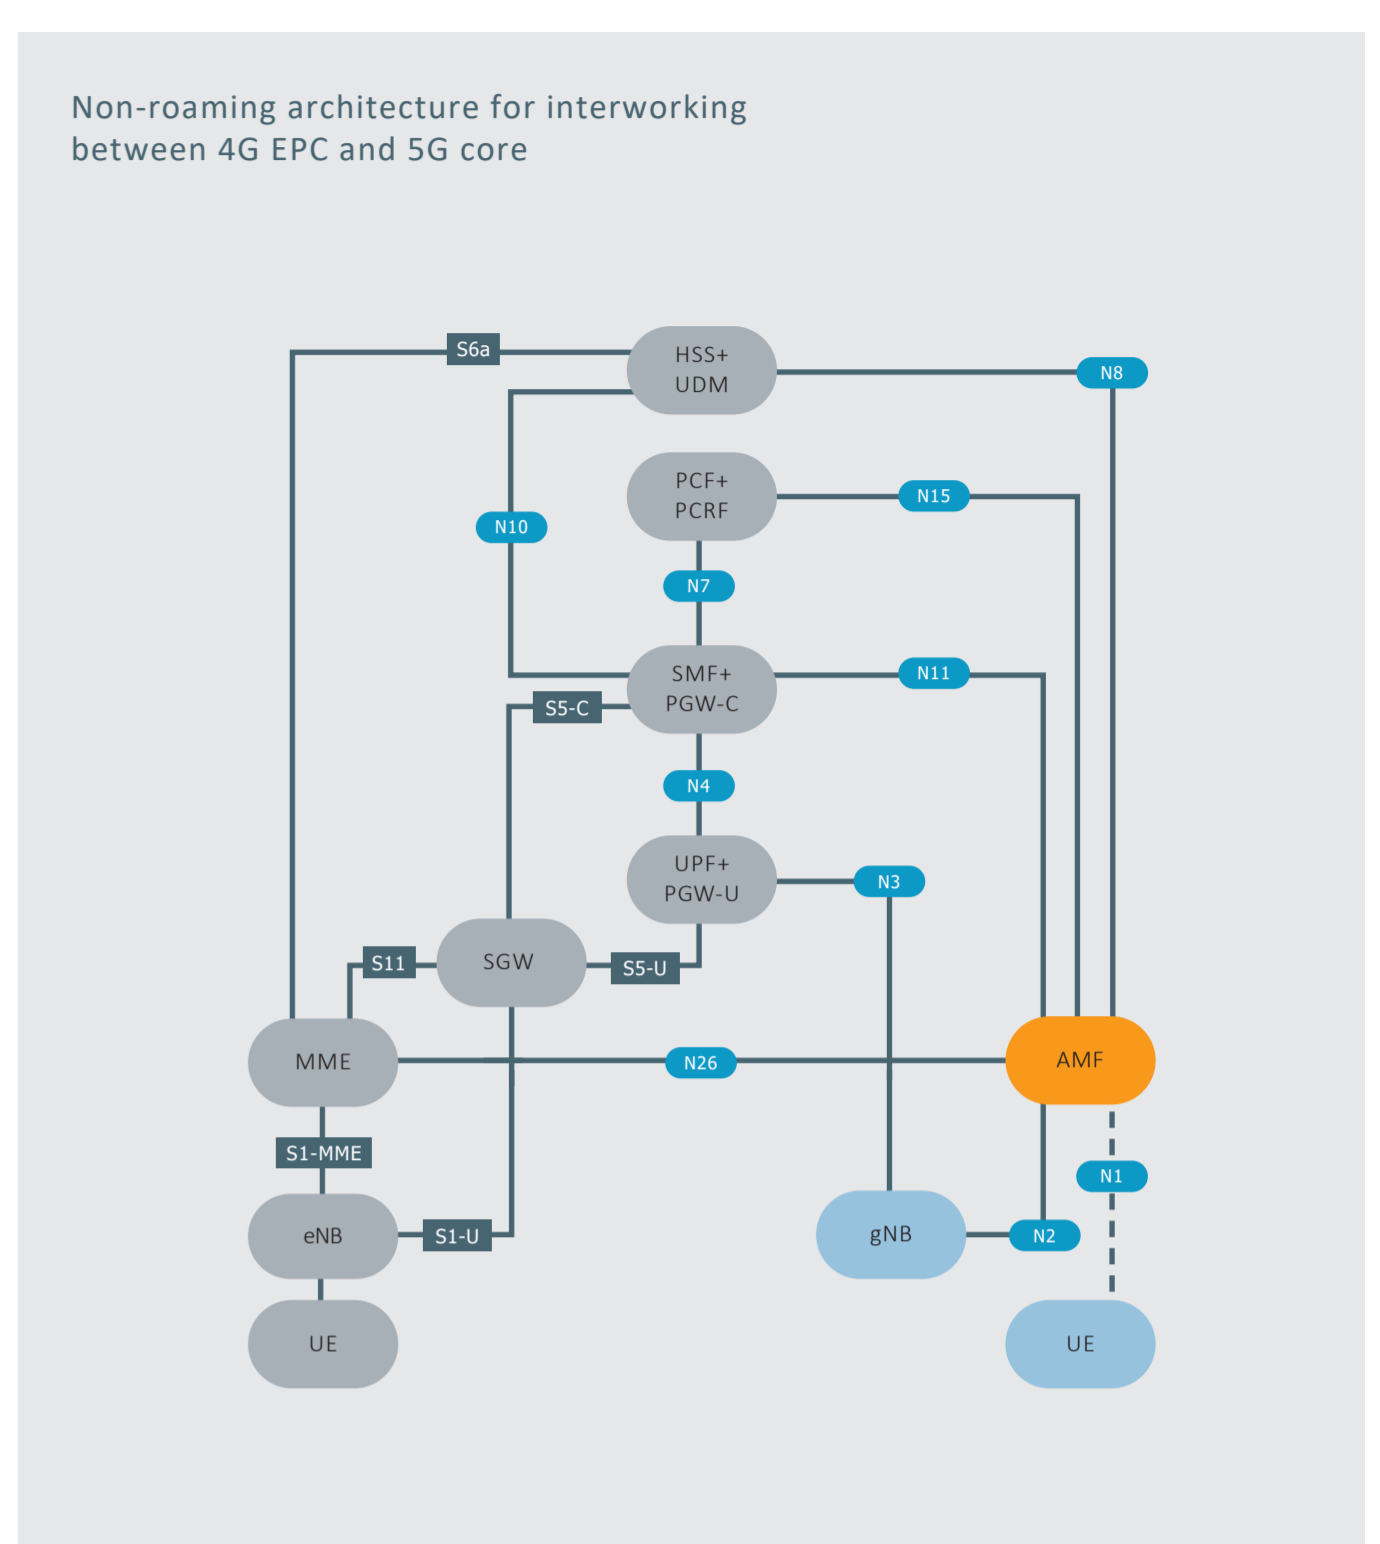 Non-roaming architecture for interworking
between 4G EPC and 5G core
S6a
HSS+
UDM
N8
PCF+
PCRF
N15
N10
N7
SMF+
PGW-C
N11
S5-C
N4
UPF+
PGW-U
N3
S11
SGW
S5-U
MME
N26
AMF
S1-MME
N1
eNB
S1-U
gNB
N2
UE
UE